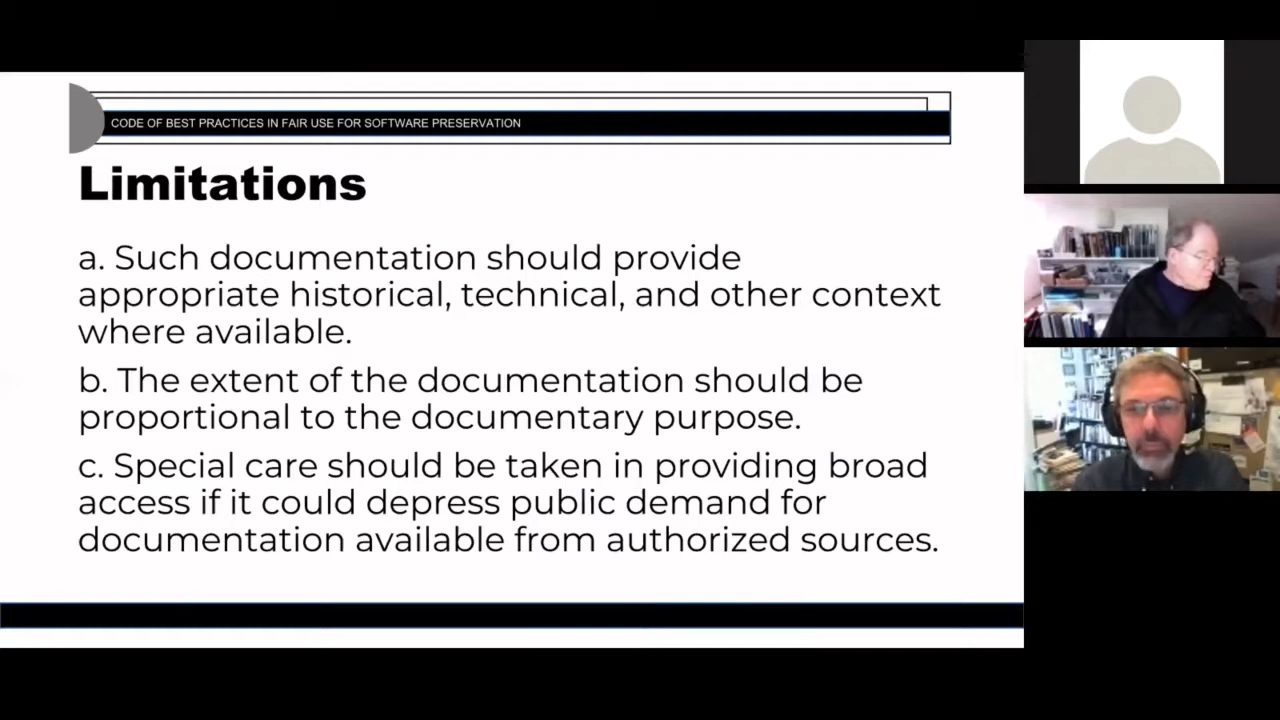 CODE OF BEST PRACTICES IN FAIR USE FOR SOFTWARE PRESERVATION
Limitations
a. Such documentation should provide
appropriate historical, technical, and other context
where available.
b. The extent of the documentation should be
proportional to the documentary purpose.
c. Special care should be taken in providing broad
access if it could depress public demand for
documentation available from authorized sources.